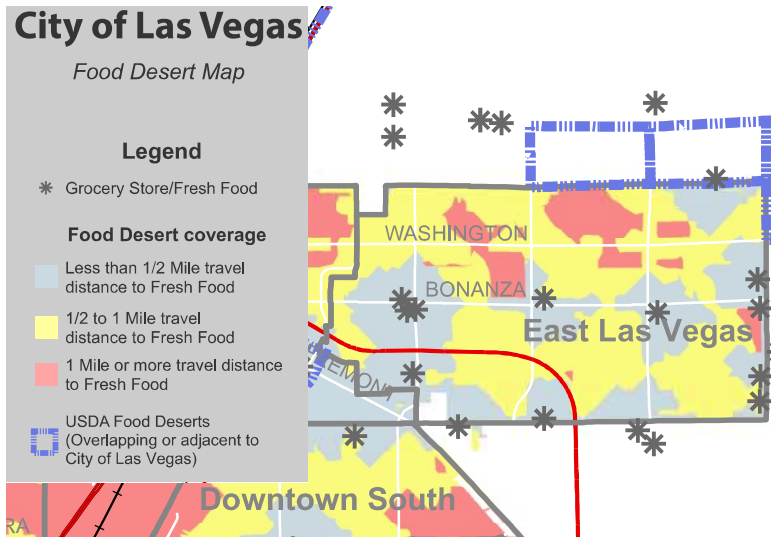 City of Las Vegas
Food Desert Map
Legend
Grocery Store/Fresh Food
Food Desert coverage
Less than 1/2 Mile travel
distance to Fresh Food
1/2 to 1 Mile travel
distance to Fresh Food
1 Mile or more travel distance
to Fresh Food
USDA Food Deserts
(Overlapping or adjacent to
City of Las Vegas)
WASHINGTON
BONANZA
East Las Vegas
EMONT
Downtown South
RA